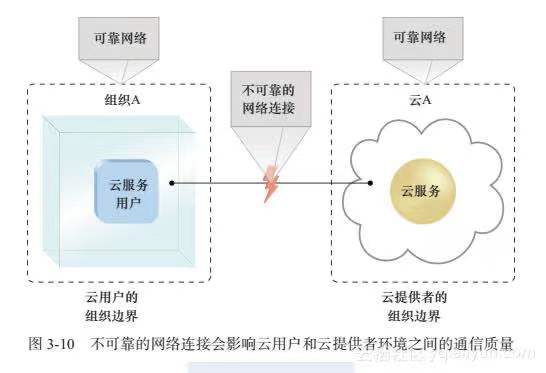 可靠网络
可靠网络
不可靠的
网络连接
组织A
云A
云服务
用户
云服务
云用户的
组织边界
云提供者的
组织边界
图 3-10 不可靠的网络连接会影响云用户和云提供者环境之间的通信质量